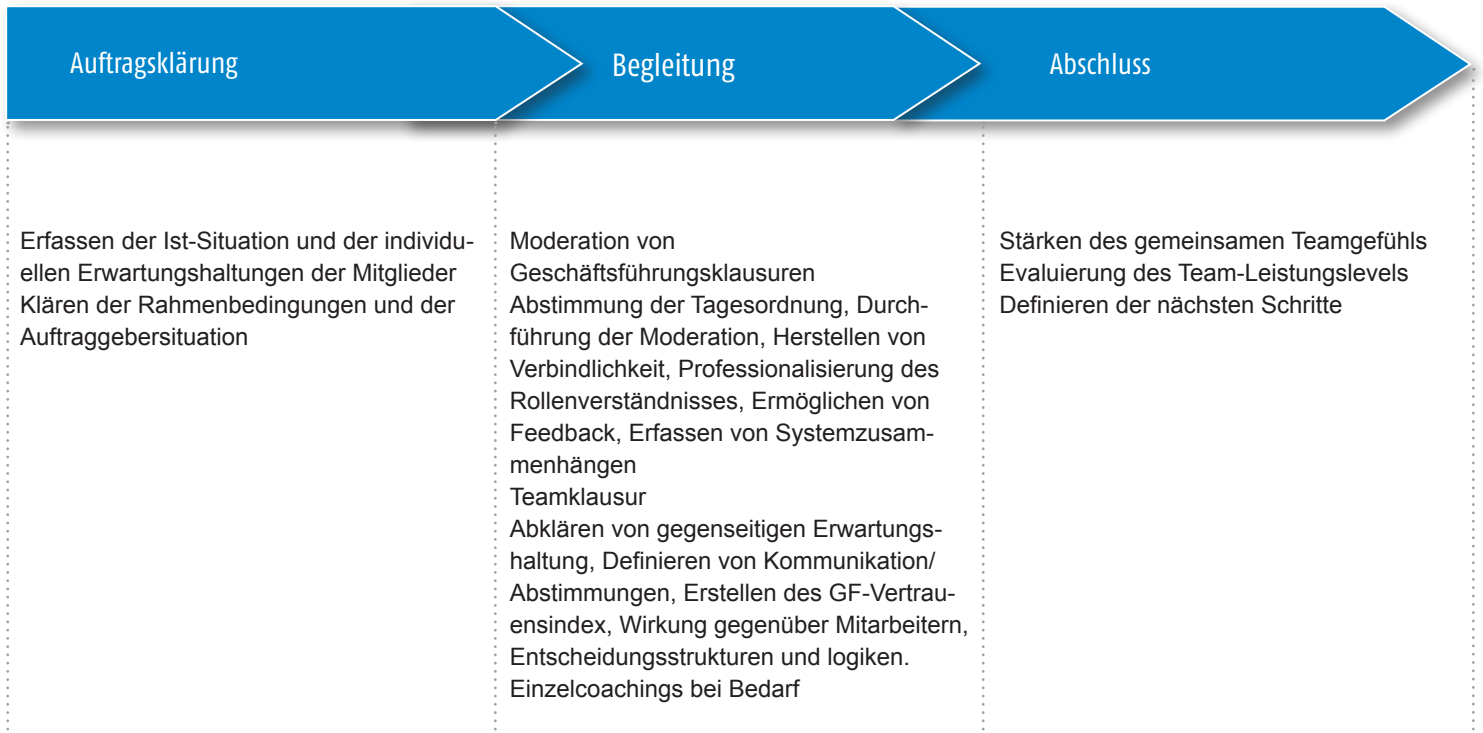 Auftragsklärung
Begleitung
Abschluss
Erfassen der Ist-Situation und der individu-
ellen Erwartungshaltungen der Mitglieder
Klären der Rahmenbedingungen und der
Auftraggebersituation
Moderation von
Geschäftsführungsklausuren
Abstimmung der Tagesordnung, Durch-
führung der Moderation, Herstellen von
Verbindlichkeit, Professionalisierung des
Rollenverständnisses, Ermöglichen von
Feedback, Erfassen von Systemzusam-
menhängen
Teamklausur
Abklären von gegenseitigen Erwartungs-
haltung, Definieren von Kommunikation/
Abstimmungen, Erstellen des GF-Vertrau-
ensindex, Wirkung gegenüber Mitarbeitern,
Entscheidungsstrukturen und logiken.
Einzelcoachings bei Bedarf
Stärken des gemeinsamen Teamgefühls
Evaluierung des Team-Leistungslevels
Definieren der nächsten Schritte